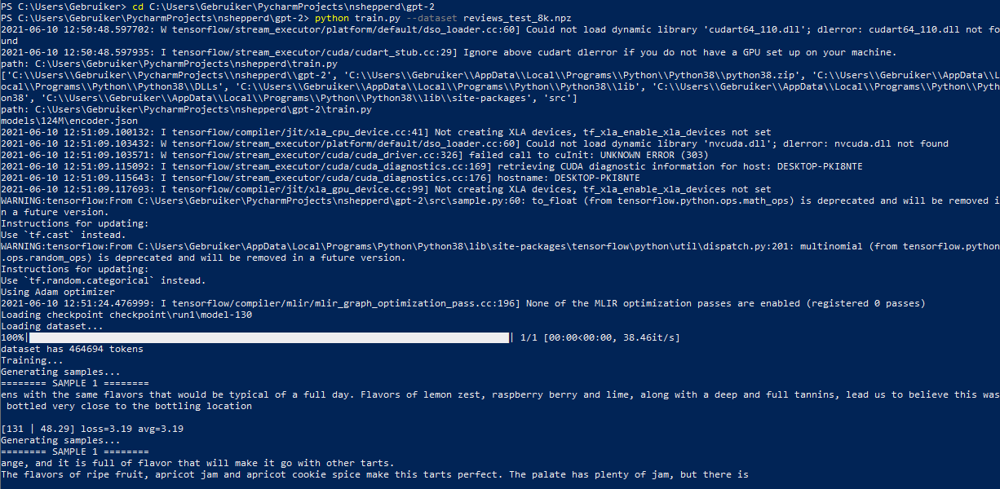 PS C:\Users\Gebruiker> cd C:\Users\Gebruiker\PycharmProjects\nshepperd\gpt-2
PS C:\Users\Gebruiker\PycharmProjects\nshepperd\gpt-2> python train.py --dataset reviews_test_8k.npz
2021-06-10 12:50:48.597702: W tensorflow/stream_executor/platform/default/dso_loader.cc:60] Could not load dynamic library 'cudart64_110.dll'; dlerror: cudart64_110.dll not fo
und
2021-06-10 12:50:48.597935: I tensorflow/stream_executor/cuda/cudart_stub.cc:29] Ignore above cudart dlerror if you do not have a GPU set up on your machine.
path: C:\Users\Gebruiker\PycharmProjects\nshepperd\train.py
['C:\\Users\\Gebruiker\\PycharmProjects\\nshepperd\\gpt-2', 'C:\\Users\\Gebruiker\\AppData\\Local\\Programs\\Python\\Python38\\python38.zip', 'C:\\Users\\Gebruiker\\AppData\\L
ocal\\Programs\\Python\\Python38\\DLLs', 'C:\\Users\\Gebruiker\\AppData\\Local\\Programs\\Python\\Python38\\lib', 'C:\\Users\\Gebruiker\\AppData\\Local\\Programs\\Python\\Pyth
on38', 'C:\\Users\\Gebruiker\\AppData\\Local\\Programs\\Python\\Python38\\lib\\site-packages', 'src']
path: C:\Users\Gebruiker\PycharmProjects\nshepperd\gpt-2\train.py
models\124M\encoder.json
2021-06-10 12:51:09.100132: I tensorflow/compiler/jit/xla_cpu_device.cc:41] Not creating XLA devices, tf_xla_enable_xla_devices not set
2021-06-10 12:51:09.103432: W tensorflow/stream_executor/platform/default/dso_loader.cc:60] Could not load dynamic library 'nvcuda.dll'; dlerror: nvcuda.dll not found
2021-06-10 12:51:09.103571: W tensorflow/stream_executor/cuda/cuda_driver.cc:326] failed call to cuInit: UNKNOWN ERROR (303)
2021-06-10 12:51:09.115092: I tensorflow/stream_executor/cuda/cuda_diagnostics.cc:169] retrieving CUDA diagnostic information for host: DESKTOP-PKI8NTE
2021-06-10 12:51:09.115643: I tensorflow/stream_executor/cuda/cuda_diagnostics.cc:176] hostname: DESKTOP-PKI8NTE
2021-06-10 12:51:09.117693: I tensorflow/compiler/jit/xla_gpu_device.cc:99] Not creating XLA devices, tf_xla_enable_xla_devices not set
WARNING:tensorflow:From C:\Users\Gebruiker\PycharmProjects\nshepperd\gpt-2\src\sample.py:60: to_float (from tensorflow.python.ops.math_ops) is deprecated and will be removed i
n a future version.
Instructions for updating:
Use `tf.cast` instead.
WARNING:tensorflow:From C:\Users\Gebruiker\AppData\Local\Programs\Python\Python38\lib\site-packages\tensorflow\python\util\dispatch.py:201: multinomial (from tensorflow.python
.ops.random_ops) is deprecated and will be removed in a future version.
Instructions for updating:
Use `tf.random.categorical` instead.
Using Adam optimizer
2021-06-10 12:51:24.476999: I tensorflow/compiler/mlir/mlir_graph_optimization_pass.cc:196] None of the MLIR optimization passes are enabled (registered 0 passes)
Loading checkpoint checkpoint\run1\model-130
Loading dataset...
100%|██████████| 1/1 [00:00<00:00, 38.46it/s]
dataset has 464694 tokens
Training...
Generating samples...
======== SAMPLE 1 ========
ens with the same flavors that would be typical of a full day. Flavors of lemon zest, raspberry berry and lime, along with a deep and full tannins, lead us to believe this was
 bottled very close to the bottling location
[131 | 48.29] loss=3.19 avg=3.19
Generating samples...
======== SAMPLE 1 ========
ange, and it is full of flavor that will make it go with other tarts.
The flavors of ripe fruit, apricot jam and apricot cookie spice make this tarts perfect. The palate has plenty of jam, but there is